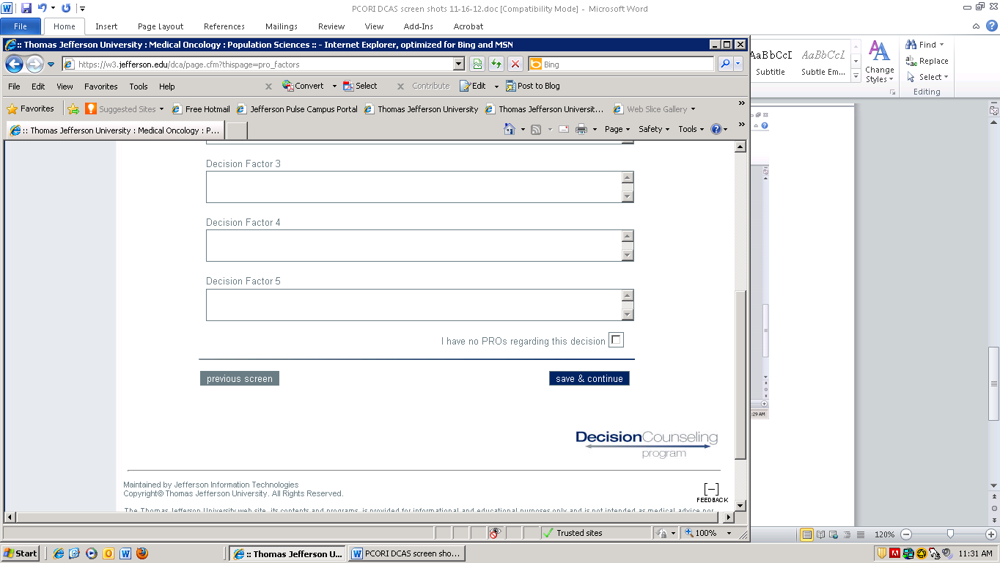 PCORI DCAS screen shots 11-16-12.doc [Compatibility Mode] - Microsoft Word
File Home Insert Page Layout References Mailings Review View Add-Ins Acrobat
:: Thomas Jefferson University : Medical Oncology : Population Sciences :: - Internet Explorer, optimized for Bing and MSN
https://w3.jefferson.edu/dca/page.cfm?thispage=pro_factors
Bing
File Edit View Favorites Tools Help
x Convert Select
x Contribute Edit Post to Blog
Favorites Suggested Sites Free Hotmail Jefferson Pulse Campus Portal Thomas Jefferson University Thomas Jefferson Universit... Web Slice Gallery
:: Thomas Jefferson University : Medical Oncology : P...
Page Safety Tools
AaBbCcI AaBbCcI
Subtitle Subtle Em...
Change
Styles
Find
Replace
Select
Editing
Decision Factor 3
Decision Factor 4
Decision Factor 5
I have no PROs regarding this decision
previous screen save & continue
DecisionCounseling
program
Maintained by Jefferson Information Technologies
Copyright© Thomas Jefferson University. All Rights Reserved.
[–]
FEEDBACK
The Thomas Jefferson University web site, its contents and programs, is provided for informational and educational purposes only and is not intended as medical advice nor
:29 AM
Trusted sites 100%
120%
Start :: Thomas Jefferson U... PCORI DCAS screen sho... 11:31 AM